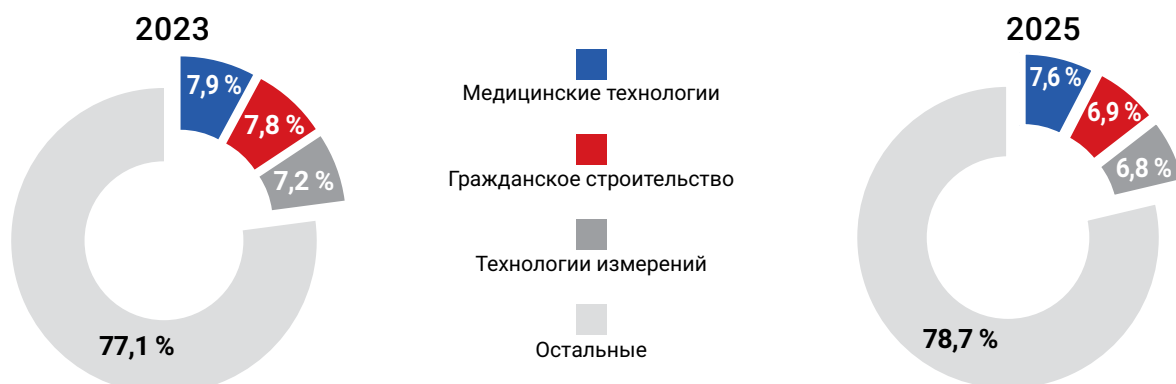 2023
7,9 %
7,8 %
7,2 %
77,1 %
Медицинские технологии
Гражданское строительство
Технологии измерений
Остальные
2025
7,6 %
6,9 %
6,8 %
78,7 %